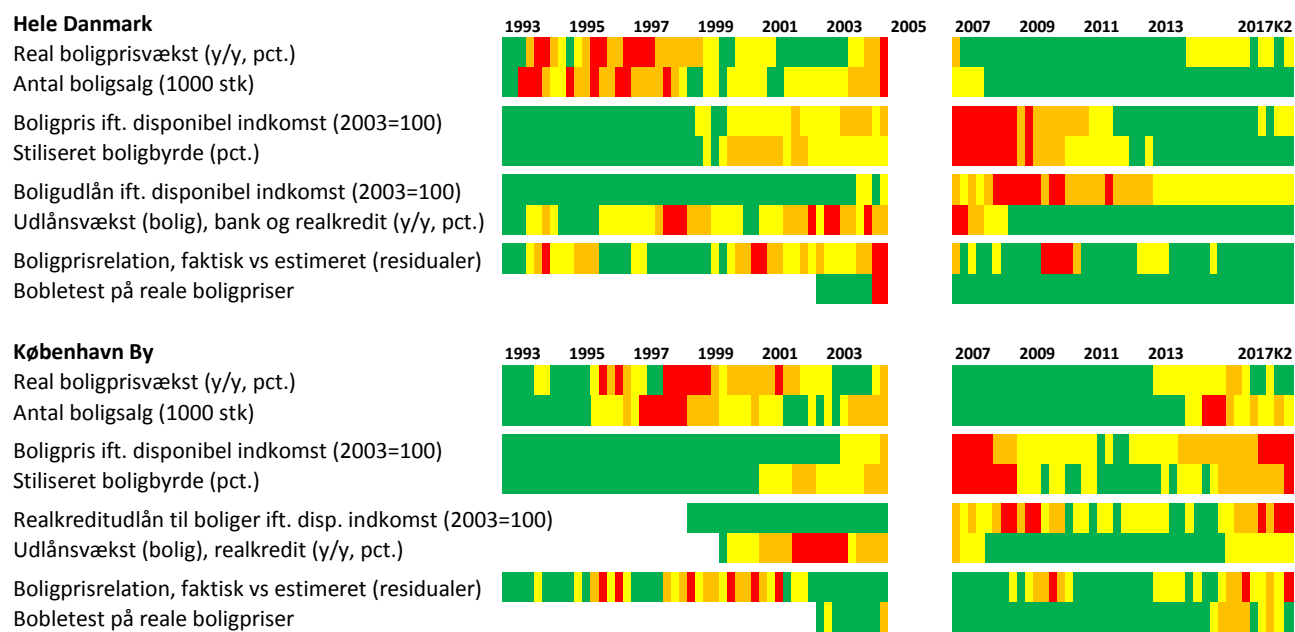 Hele Danmark 1993 1995 1997 1999 2001 2003 2005 2007 2009 2011 2013 2017K2
Real boligprisvækst (y/y, pct.)
Antal boligsalg (1000 stk)
Boligpris ift. disponibel indkomst (2003=100)
Stiliseret boligbyrde (pct.)
Boligudlån ift. disponibel indkomst (2003=100)
Udlånsvækst (bolig), bank og realkredit (y/y, pct.)
Boligprisrelation, faktisk vs estimeret (residualer)
Bobletest på reale boligpriser
København By 1993 1995 1997 1999 2001 2003 2007 2009 2011 2013 2017K2
Real boligprisvækst (y/y, pct.)
Antal boligsalg (1000 stk)
Boligpris ift. disponibel indkomst (2003=100)
Stiliseret boligbyrde (pct.)
Realkreditudlån til boliger ift. disp. indkomst (2003=100)
Udlånsvækst (bolig), realkredit (y/y, pct.)
Boligprisrelation, faktisk vs estimeret (residualer)
Bobletest på reale boligpriser